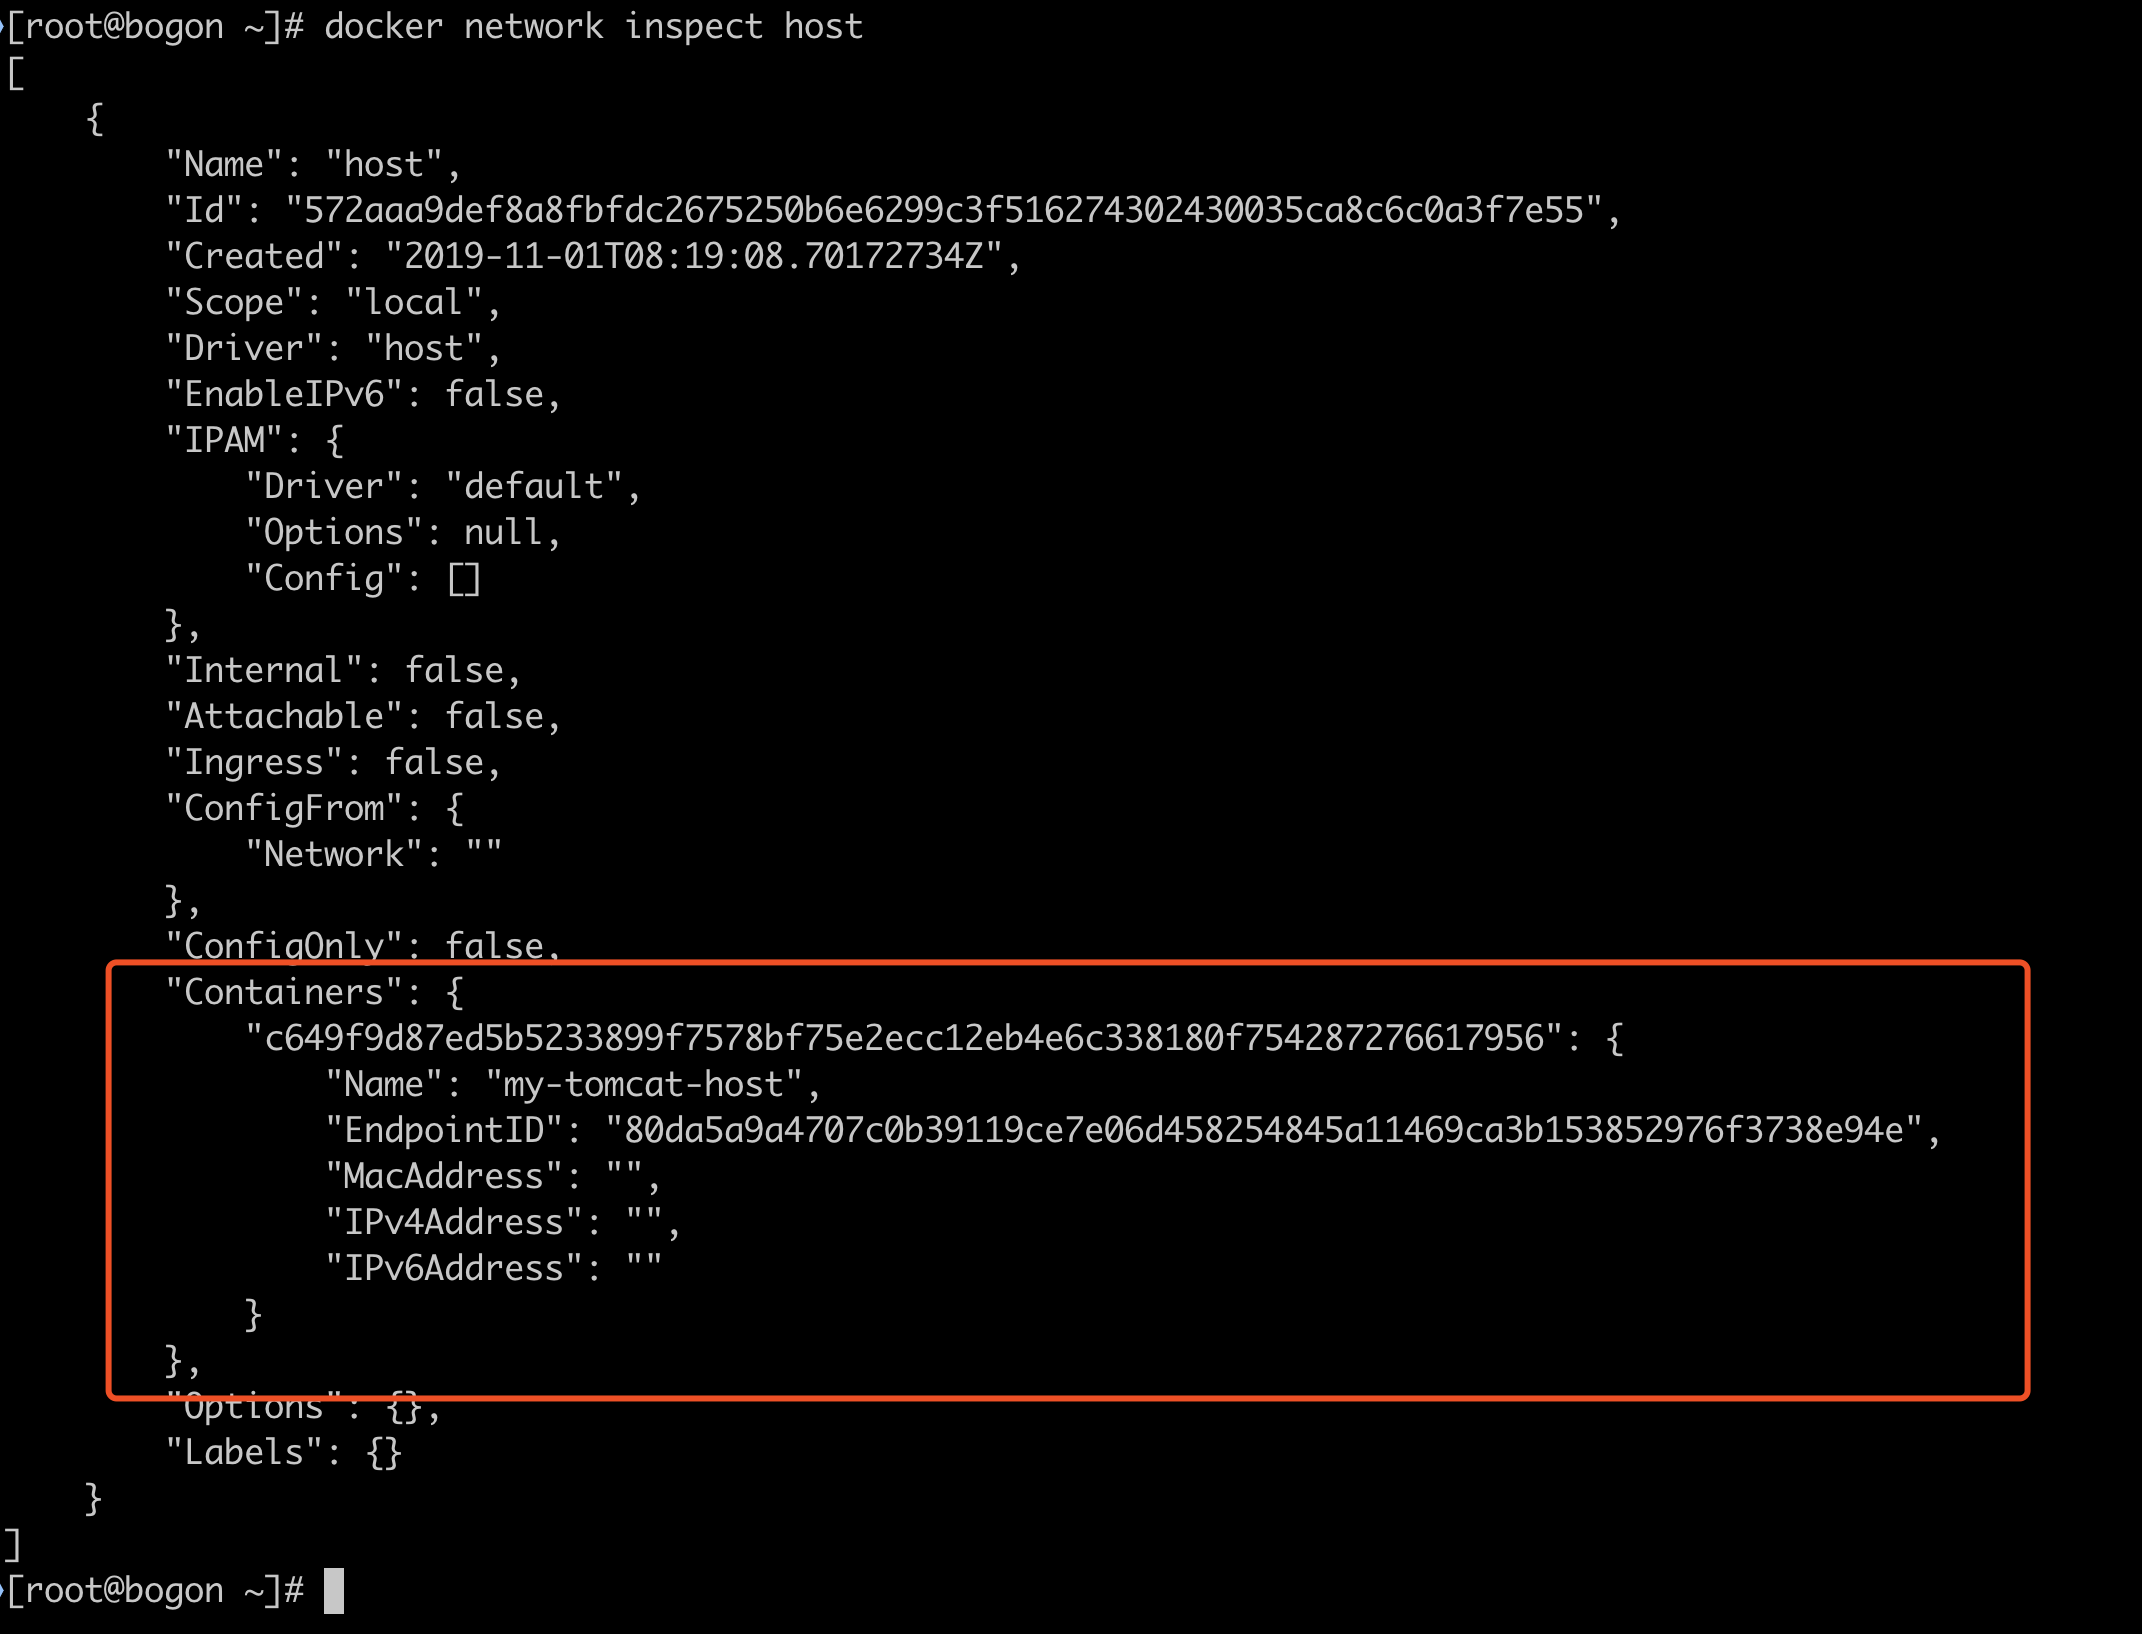 [root@bogon ~]# docker network inspect host
[
    {
        "Name": "host",
        "Id": "572aaa9def8a8fbfdc2675250b6e6299c3f516274302430035ca8c6c0a3f7e55",
        "Created": "2019-11-01T08:19:08.70172734Z",
        "Scope": "local",
        "Driver": "host",
        "EnableIPv6": false,
        "IPAM": {
            "Driver": "default",
            "Options": null,
            "Config": []
        },
        "Internal": false,
        "Attachable": false,
        "Ingress": false,
        "ConfigFrom": {
            "Network": ""
        },
        "ConfigOnly": false,
        "Containers": {
            "c649f9d87ed5b5233899f7578bf75e2ecc12eb4e6c338180f754287276617956": {
                "Name": "my-tomcat-host",
                "EndpointID": "80da5a9a4707c0b39119ce7e06d458254845a11469ca3b153852976f3738e94e",
                "MacAddress": "",
                "IPv4Address": "",
                "IPv6Address": ""
            }
        },
        "Options": {},
        "Labels": {}
    }
]
[root@bogon ~]#